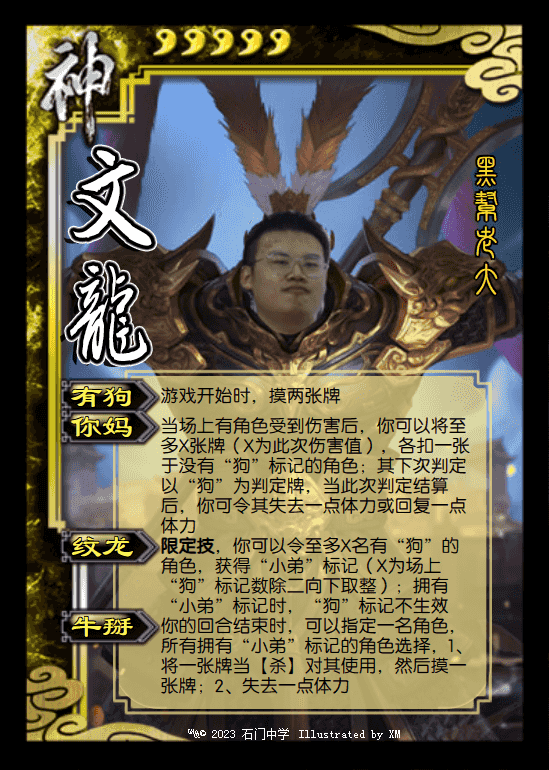 神
99999
文龍
黑幫老大
有狗
游戏开始时，摸两张牌
你妈
当场上有角色受到伤害后，你可以将至
多X张牌（X为此次伤害值），各扣一张
于没有“狗”标记的角色；其下次判定
以“狗”为判定牌，当此次判定结算
后，你可令其失去一点体力或回复一点
体力
纹龙
限定技，你可以令至多X名有“狗”的
角色，获得“小弟”标记（X为场上
“狗”标记数除二向下取整）；拥有
“小弟”标记时，“狗”标记不生效
牛掰
你的回合结束时，可以指定一名角色，
所有拥有“小弟”标记的角色选择，1、
将一张牌当【杀】对其使用，然后摸一
张牌；2、失去一点体力
© 2023 石门中学 Illustrated by XM